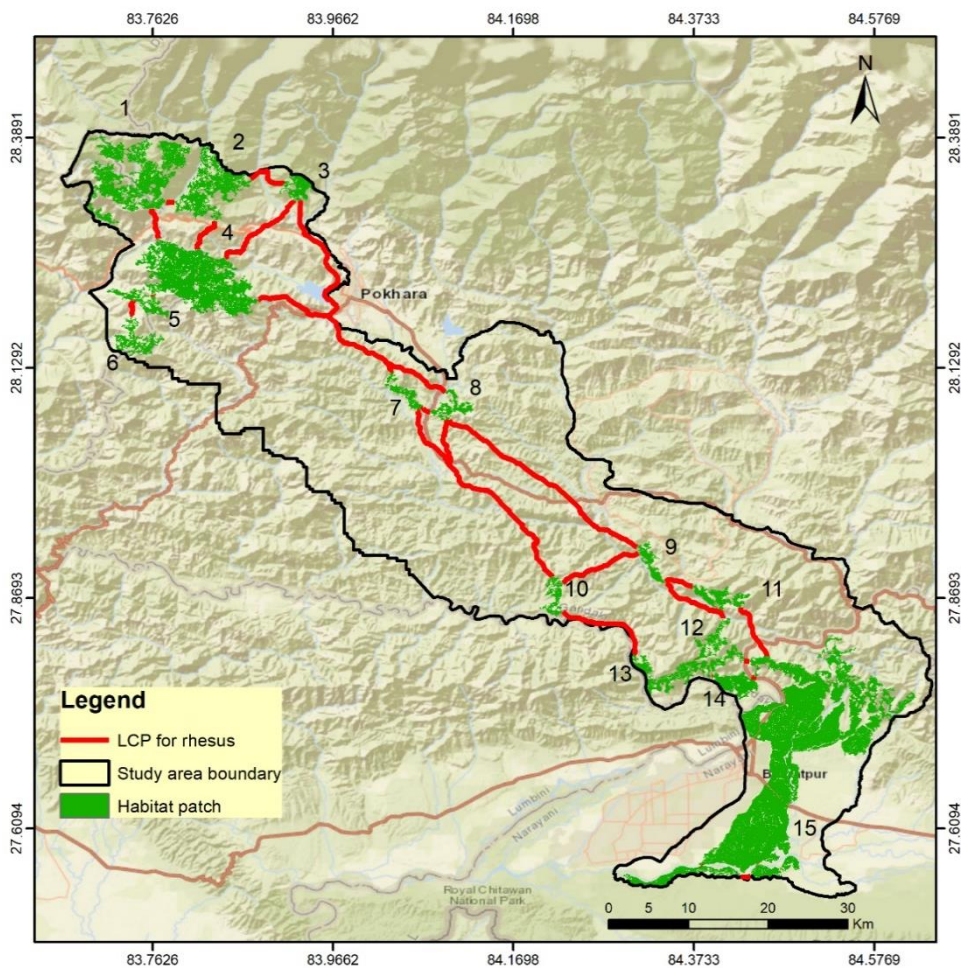 83.7626 83.9662 84.1698 84.3733 84.5769
N
1
2
3
28.3891 28.3891
4
Pokhara
5
6
28.1292 28.1292
7
8
9
10
11
27.8693 27.8693
12
13
14
Legend
LCP for rhesus
Study area boundary
Habitat patch
Lumbini
Lumbini
Narayani
15
27.6094 27.6094
Royal Chitawan
National Park
0 5 10 20 30
Km
83.7626 83.9662 84.1698 84.3733 84.5769